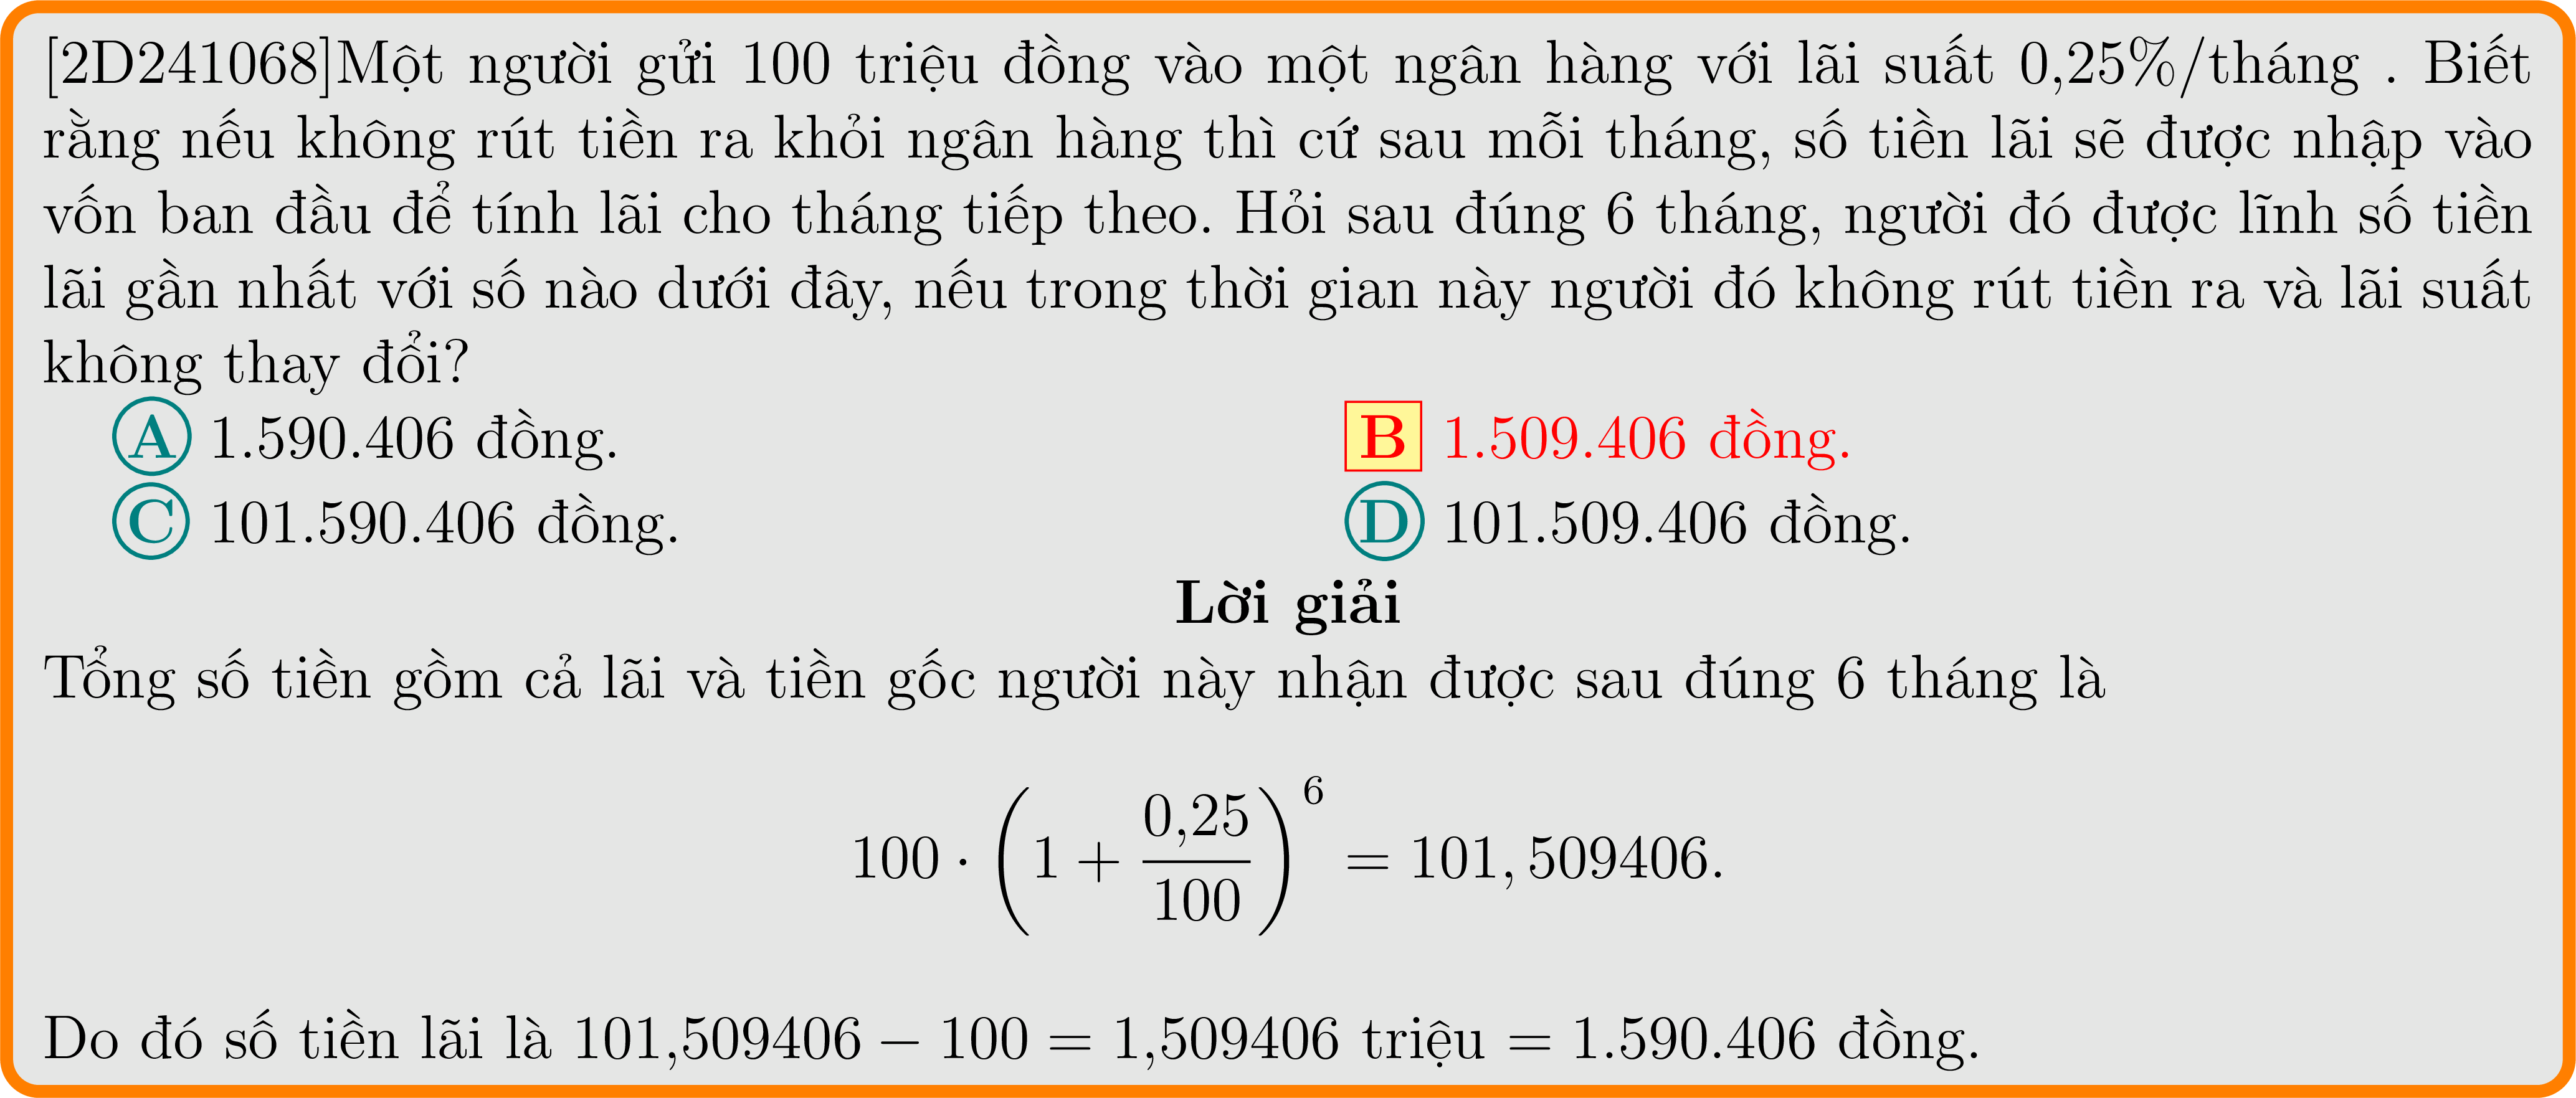 [2D241068]Một người gửi 100 triệu đồng vào một ngân hàng với lãi suất 0,25%/tháng . Biết
rằng nếu không rút tiền ra khỏi ngân hàng thì cứ sau mỗi tháng, số tiền lãi sẽ được nhập vào
vốn ban đầu để tính lãi cho tháng tiếp theo. Hỏi sau đúng 6 tháng, người đó được lĩnh số tiền
lãi gần nhất với số nào dưới đây, nếu trong thời gian này người đó không rút tiền ra và lãi suất
không thay đổi?
A 1.590.406 đồng. B 1.509.406 đồng.
C 101.590.406 đồng. D 101.509.406 đồng.
Lời giải
Tổng số tiền gồm cả lãi và tiền gốc người này nhận được sau đúng 6 tháng là
100 · (1 + 0,25/100)^6 = 101, 509406.
Do đó số tiền lãi là 101,509406 − 100 = 1,509406 triệu = 1.590.406 đồng.